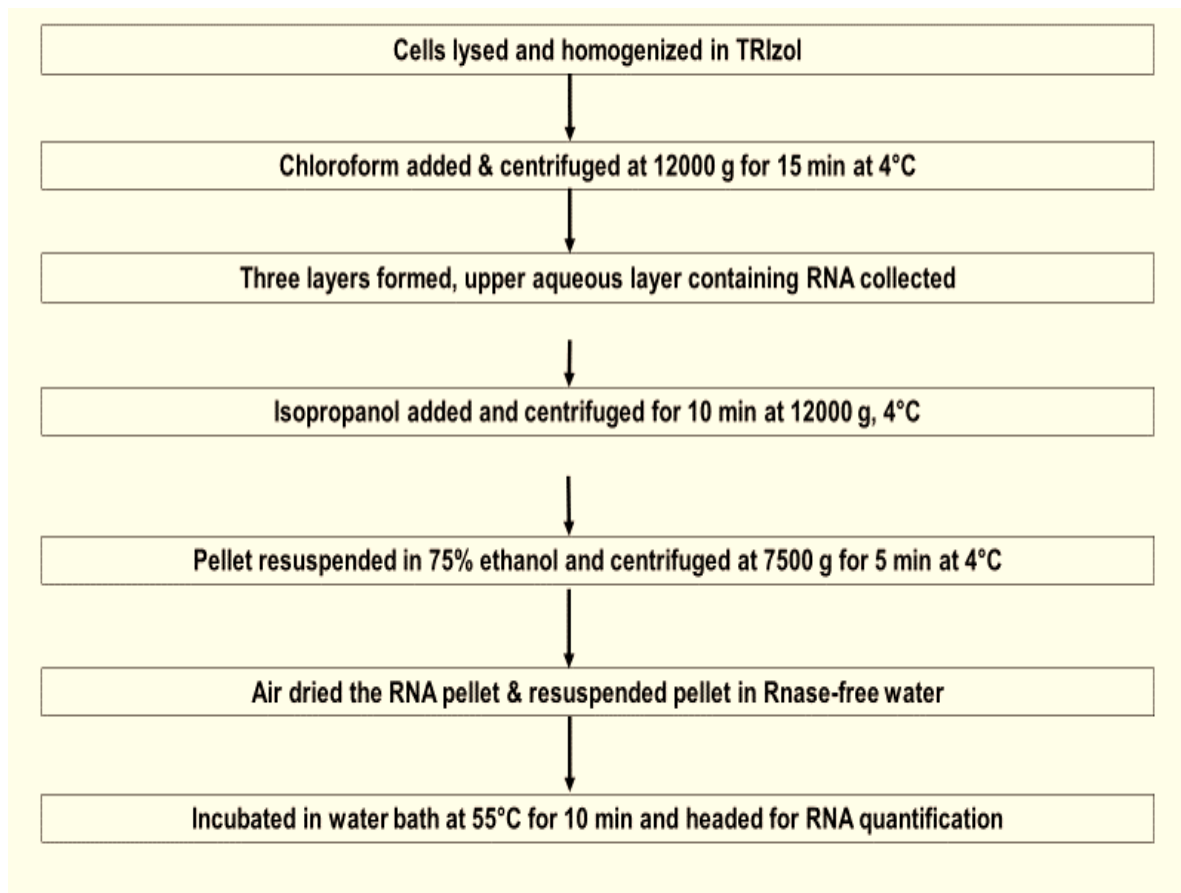 Cells lysed and homogenized in TRIzol
Chloroform added & centrifuged at 12000 g for 15 min at 4°C
Three layers formed, upper aqueous layer containing RNA collected
Isopropanol added and centrifuged for 10 min at 12000 g, 4°C
Pellet resuspended in 75% ethanol and centrifuged at 7500 g for 5 min at 4°C
Air dried the RNA pellet & resuspended pellet in Rnase-free water
Incubated in water bath at 55°C for 10 min and headed for RNA quantification